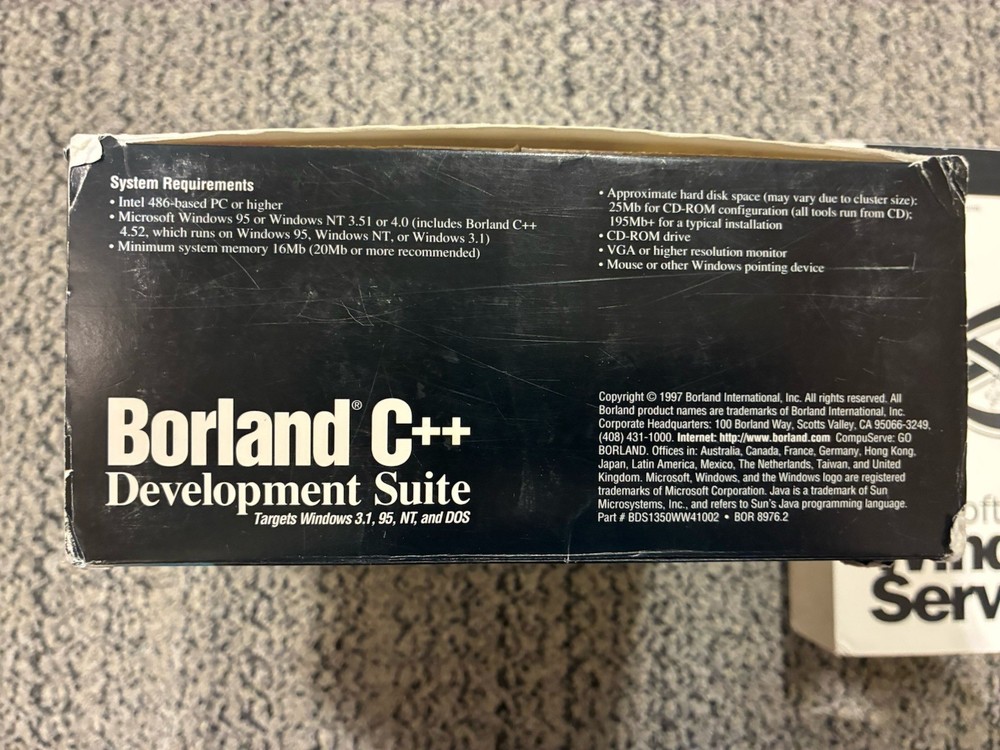 System Requirements
• Intel 486-based PC or higher
• Microsoft Windows 95 or Windows NT 3.51 or 4.0 (includes Borland C++
4.52, which runs on Windows 95, Windows NT, or Windows 3.1)
• Minimum system memory 16Mb (20Mb or more recommended)
• Approximate hard disk space (may vary due to cluster size):
25Mb for CD-ROM configuration (all tools run from CD);
195Mb+ for a typical installation
• CD-ROM drive
• VGA or higher resolution monitor
• Mouse or other Windows pointing device
Borland® C++
Development Suite
Targets Windows 3.1, 95, NT, and DOS
Copyright © 1997 Borland International, Inc. All rights reserved. All
Borland product names are trademarks of Borland International, Inc.
Corporate Headquarters: 100 Borland Way, Scotts Valley, CA 95066-3249,
(408) 431-1000. Internet: http://www.borland.com CompuServe: GO
BORLAND. Offices in: Australia, Canada, France, Germany, Hong Kong,
Japan, Latin America, Mexico, The Netherlands, Taiwan, and United
Kingdom. Microsoft, Windows, and the Windows logo are registered
trademarks of Microsoft Corporation. Java is a trademark of Sun
Microsystems, Inc., and refers to Sun's Java programming language.
Part # BDS1350WW41002 • BOR 8976.2
oft
Serv